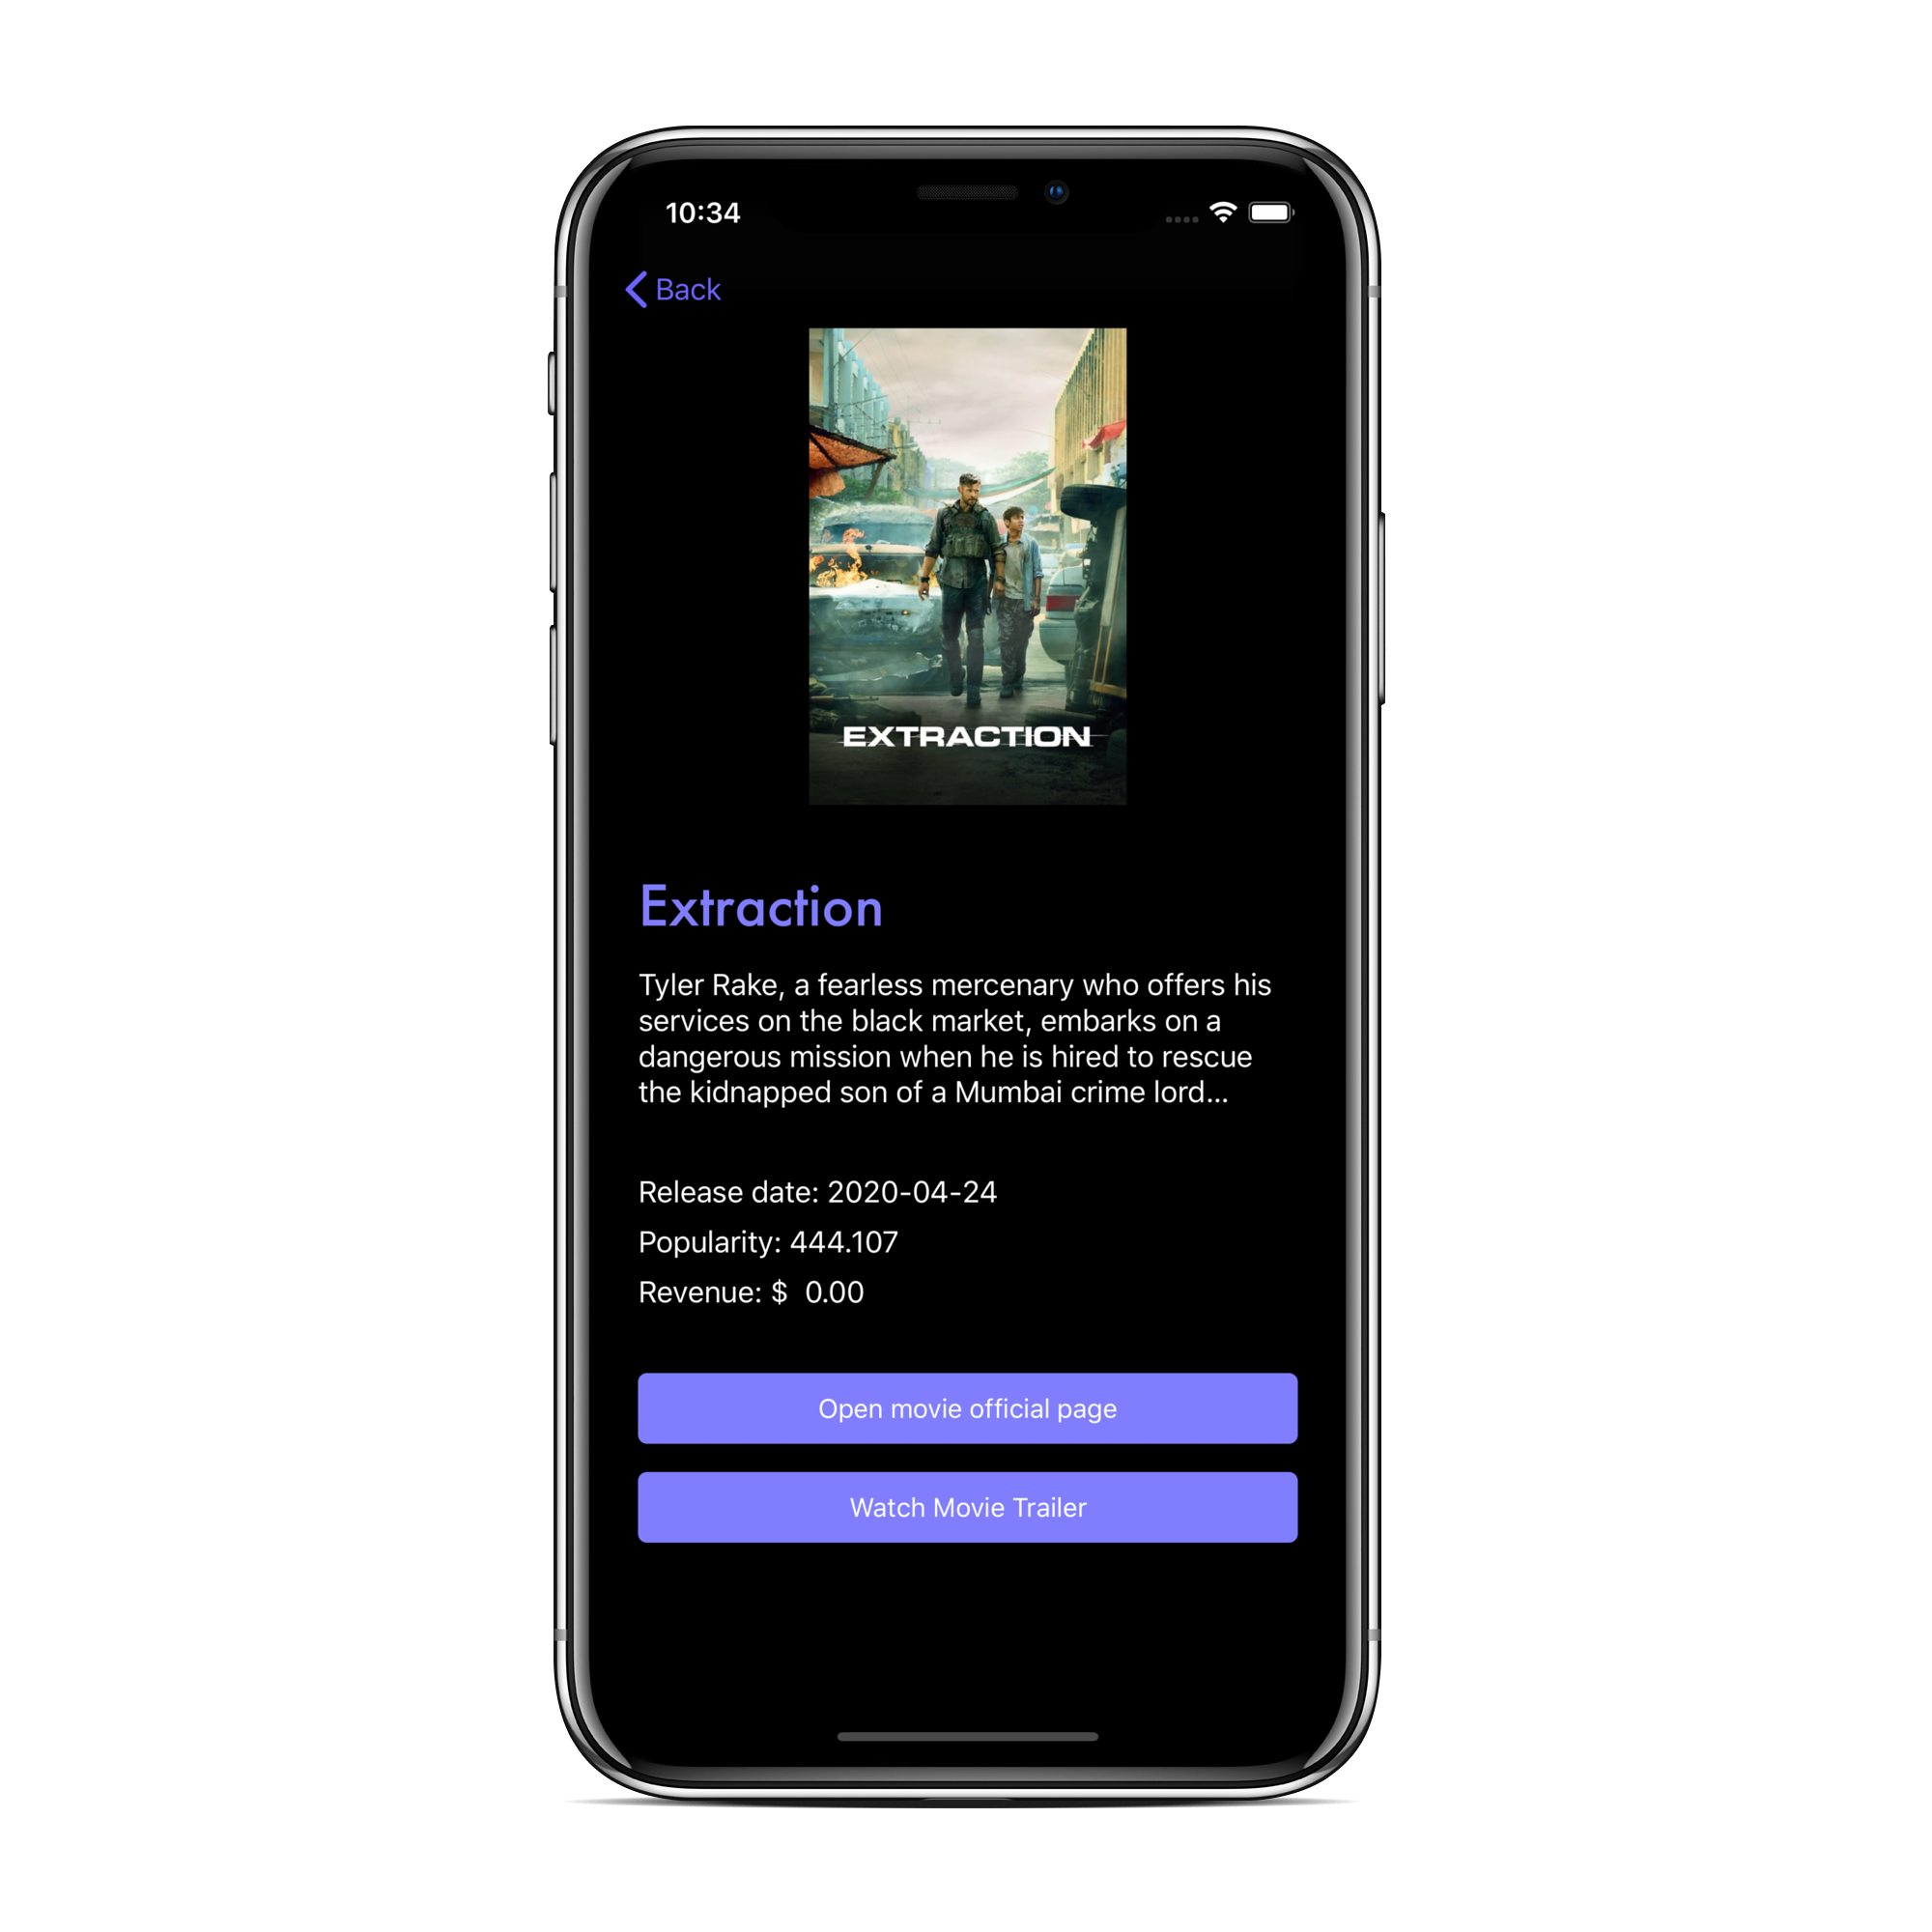 10:34
Back
EXTRACTION
Extraction
Tyler Rake, a fearless mercenary who offers his
services on the black market, embarks on a
dangerous mission when he is hired to rescue
the kidnapped son of a Mumbai crime lord...
Release date: 2020-04-24
Popularity: 444.107
Revenue: $  0.00
Open movie official page
Watch Movie Trailer